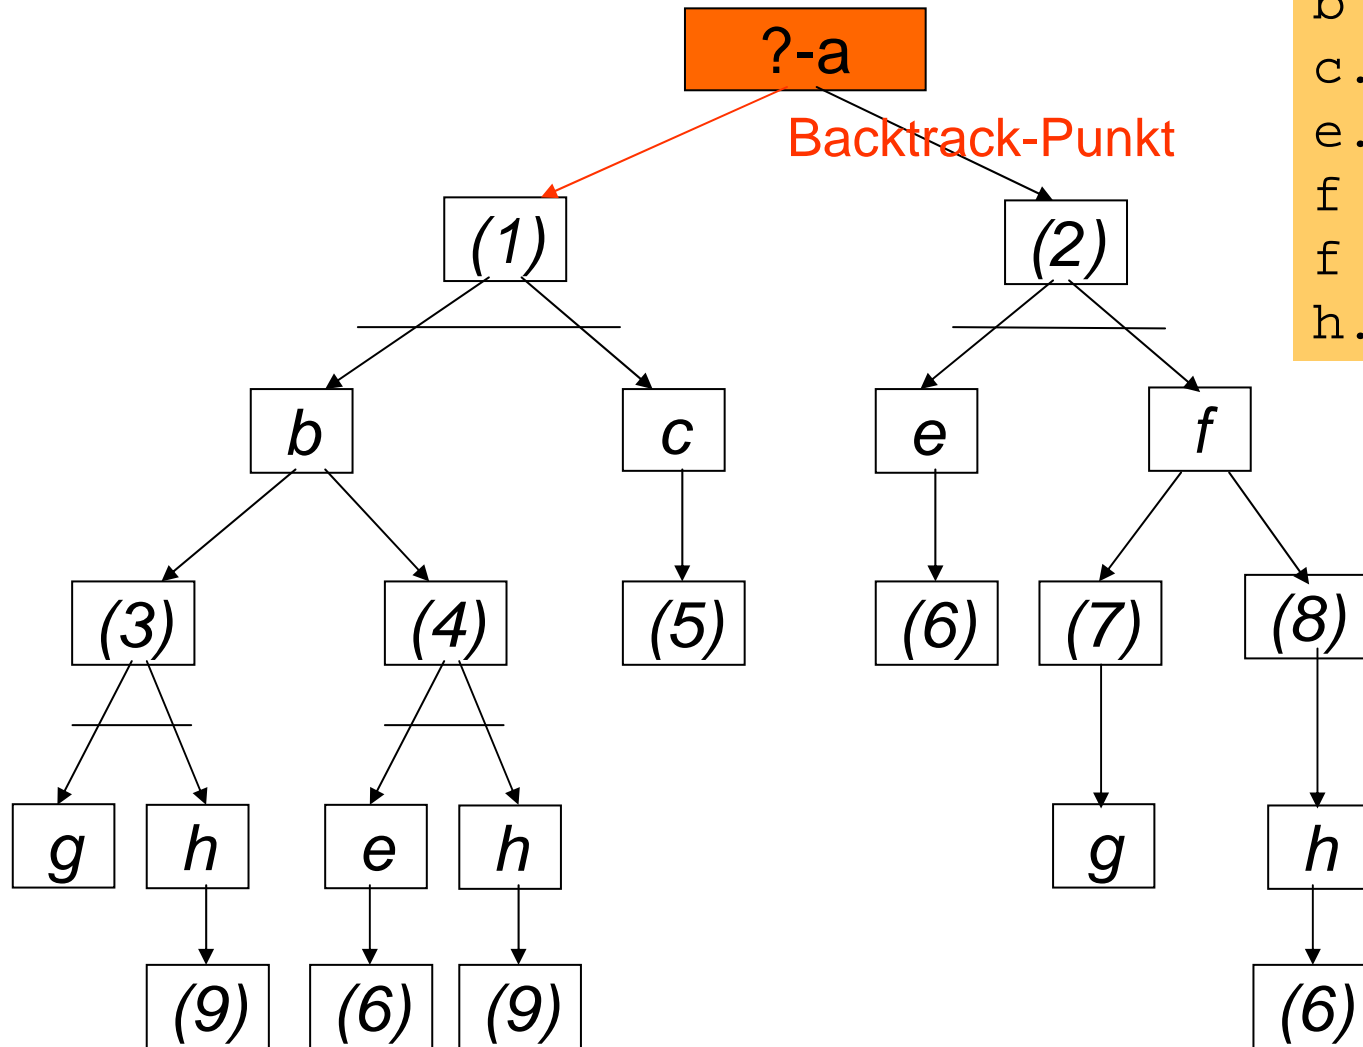 ?-a
Backtrack-Punkt
b
c.
e.
f
f
h.
(1) (2)
b c e f
(3) (4) (5) (6) (7) (8)
g h e h g h
(9) (6) (9) (6)